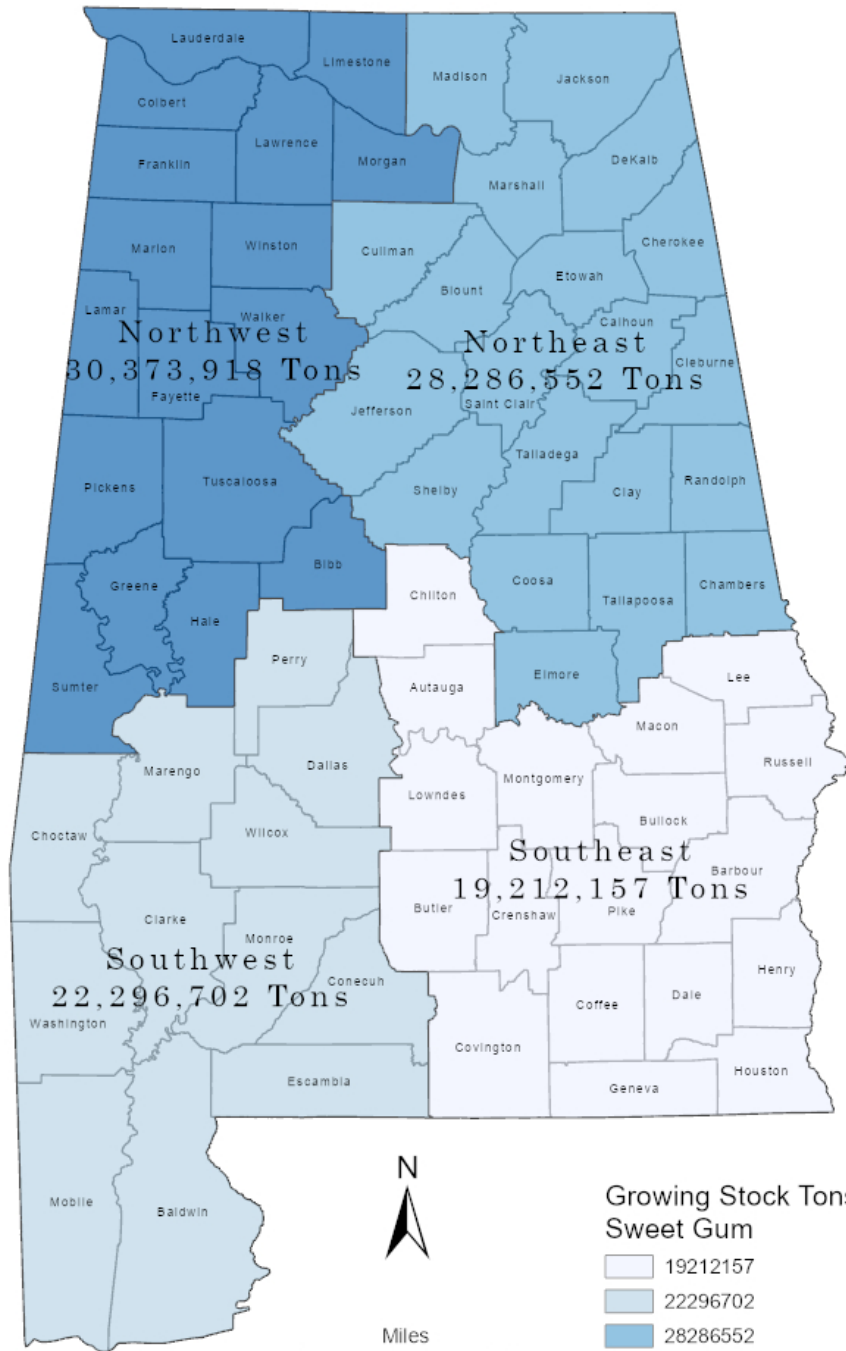 Lauderdale
Limestone
Madison
Jackson
Colbert
Lawrence
Franklin
Morgan
DeKalb
Marshall
Marion
Winston
Cullman
Cherokee
Etowah
Blount
Lamar
Walker
Calhoun
Northwest
30,373,918 Tons
Northeast
28,286,552 Tons
Cleburne
Fayette
Jefferson
Saint Clair
Talladega
Pickens
Tuscaloosa
Shelby
Clay
Randolph
Bibb
Greene
Hale
Chilton
Coosa
Tallapoosa
Chambers
Perry
Sumter
Autauga
Elmore
Lee
Macon
Marengo
Dallas
Russell
Lowndes
Montgomery
Choctaw
Wilcox
Bullock
Southeast
19,212,157 Tons
Barbour
Butler
Crenshaw
Pike
Clarke
Monroe
Southwest
22,296,702 Tons
Conecuh
Henry
Washington
Coffee
Dale
Covington
Escambia
Geneva
Houston
Mobile
Baldwin
N
Miles
Growing Stock Tons
Sweet Gum
19212157
22296702
28286552